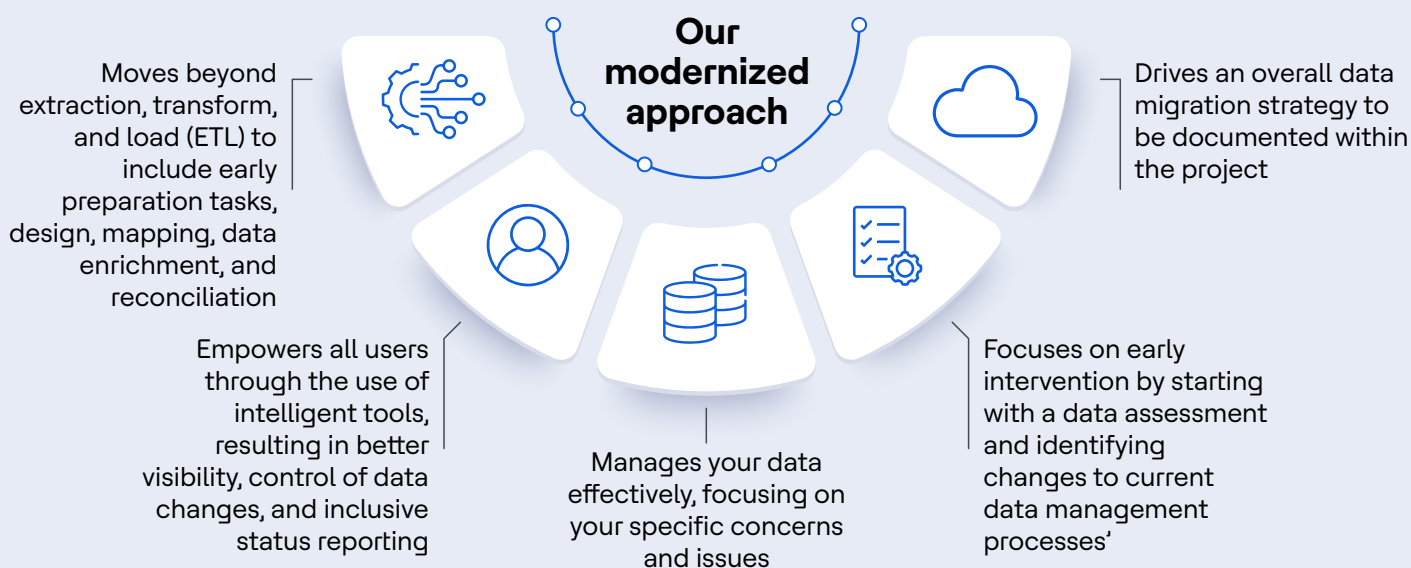 Our
modernized
approach
Moves beyond
extraction, transform,
and load (ETL) to
include early
preparation tasks,
design, mapping, data
enrichment, and
reconciliation
Empowers all users
through the use of
intelligent tools,
resulting in better
visibility, control of data
changes, and inclusive
status reporting
Manages your data
effectively, focusing on
your specific concerns
and issues
Focuses on early
intervention by starting
with a data assessment
and identifying
changes to current
data management
processes’
Drives an overall data
migration strategy to
be documented within
the project